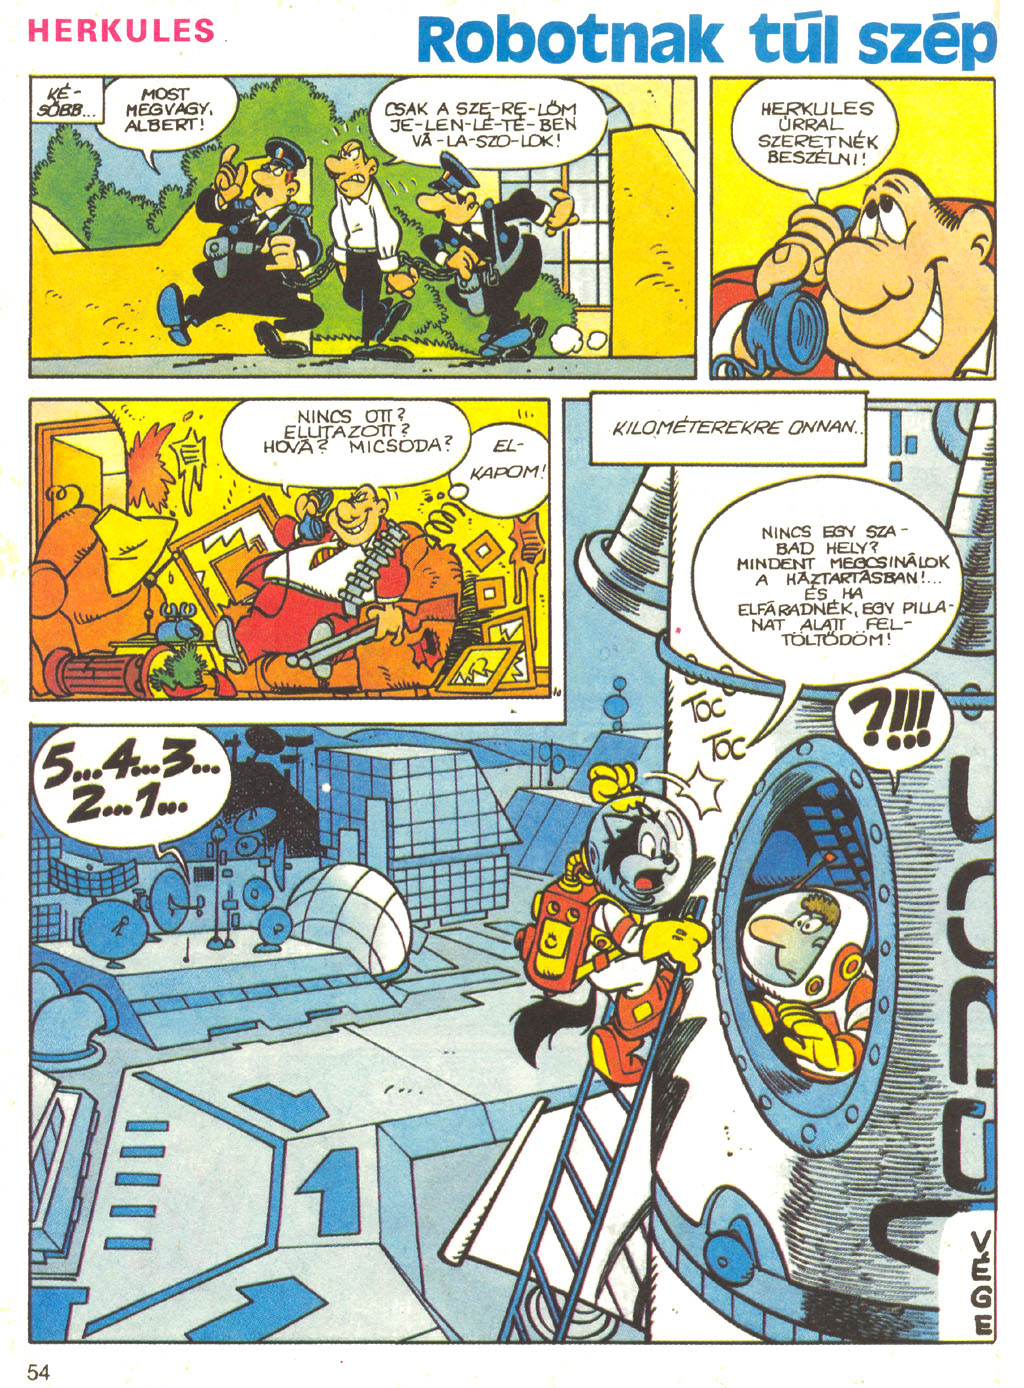 HERKULES
Robotnak túl szép
KÉ-
SŐBB...
MOST
MEGVAGY,
ALBERT!
CSAK A SZE-RE-LŐM
JE-LEN-LÉ-TÉ-BEN
VÁ-LA-SZO-LOK!
HERKULES
ÚRRAL
SZERETNÉK
BESZÉLNI!
NINCS OTT?
ELUTAZOTT?
HOVÁ? MICSODA?
EL-
KAPOM!
KILOMÉTEREKRE ONNAN..
NINCS EGY SZA-
BAD HELY?
MINDENT MEGCSINÁLOK
A HÁZTARTÁSBAN!...
ÉS HA
ELFÁRADNÉK, EGY PILLA-
NAT ALATT FEL-
TÖLTŐDÖM!
TOC
TOC
?!!!
5...4...3...
2...1...
1
VÉGE
54